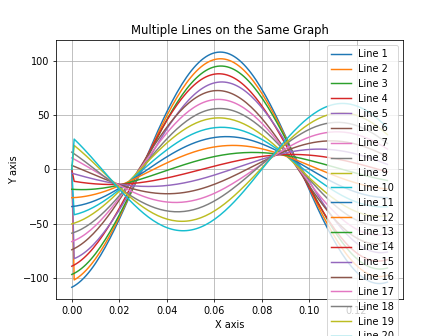 Multiple Lines on the Same Graph
Y axis
100
50
0
−50
−100
0.00
0.02
0.04
0.06
0.08
0.10
X axis
Line 1
Line 2
Line 3
Line 4
Line 5
Line 6
Line 7
Line 8
Line 9
Line 10
Line 11
Line 12
Line 13
Line 14
Line 15
Line 16
Line 17
Line 18
Line 19
Line 20